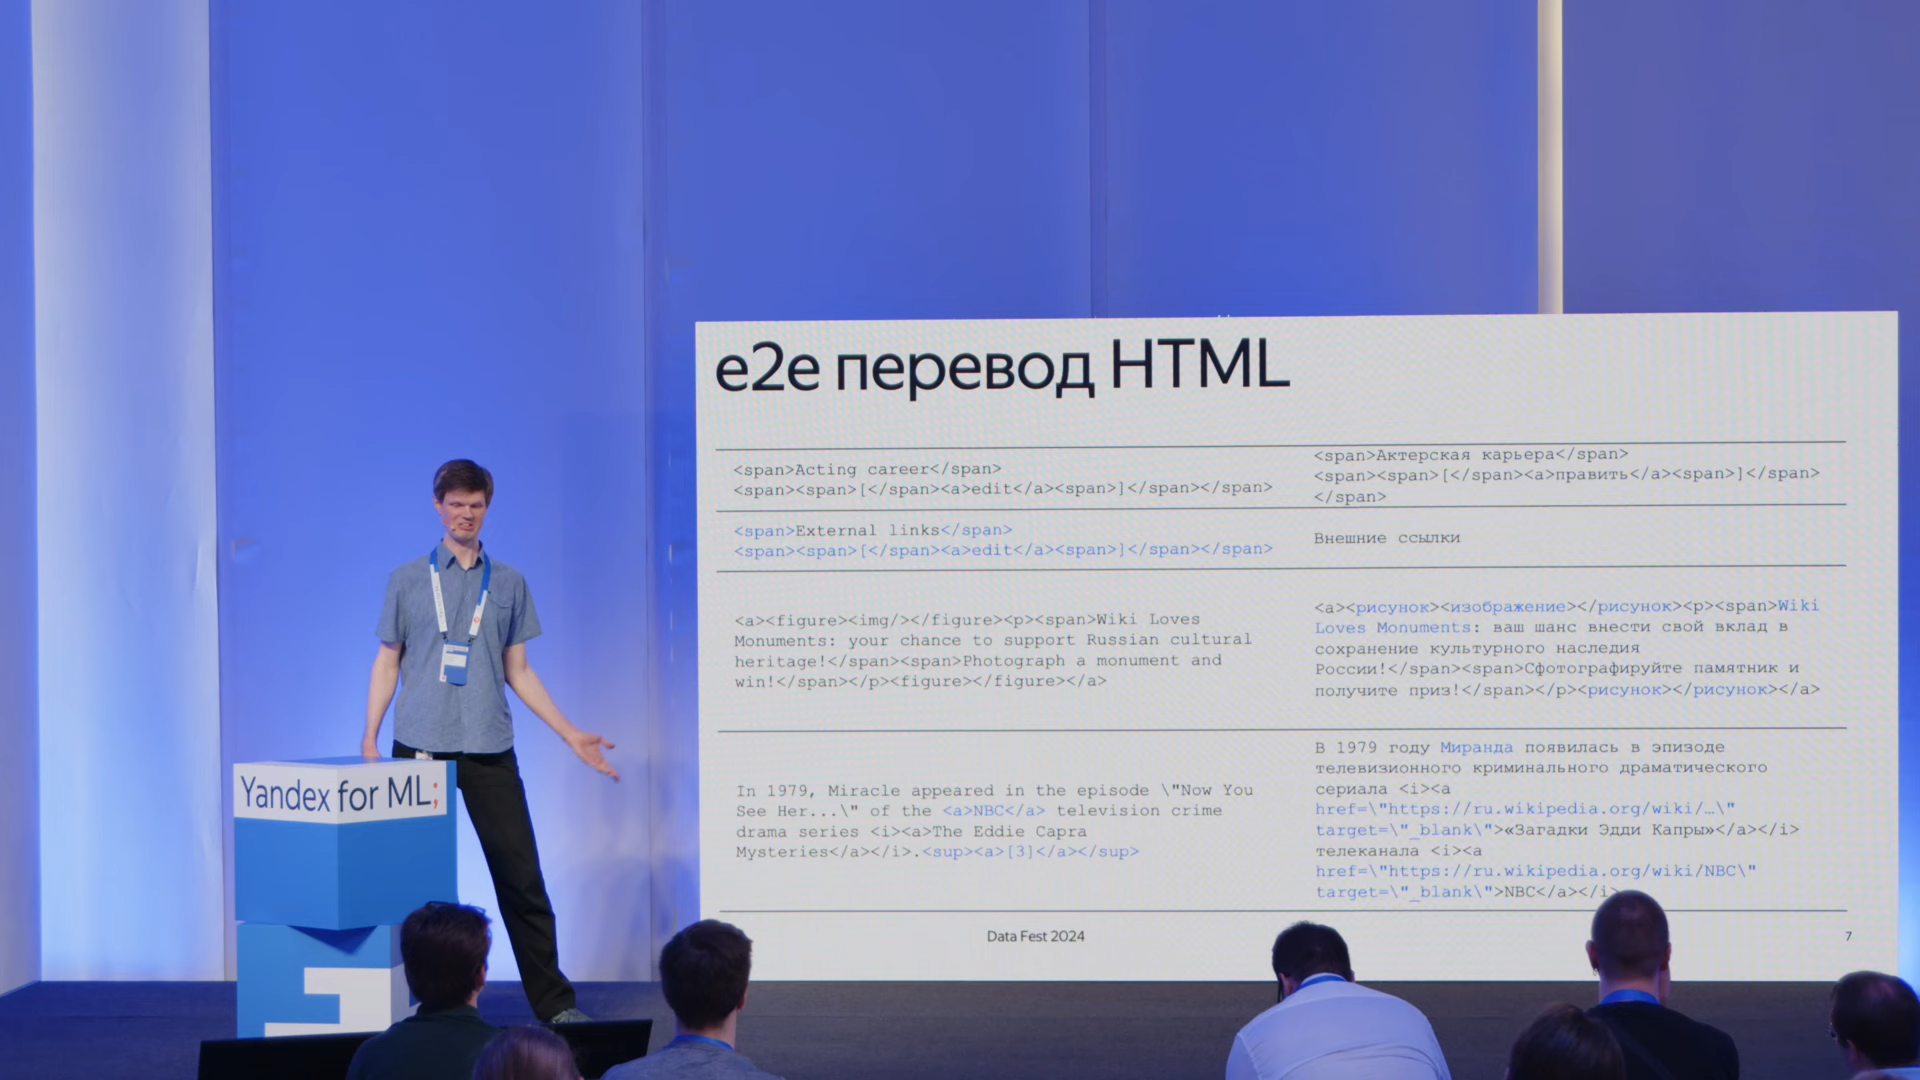 e2e перевод HTML
<span>Acting career</span>
<span><span>[</span><a>edit</a><span>]</span></span>
<span>Актерская карьера</span>
<span><span>[</span><a>править</a><span>]</span>
</span>
<span>External links</span>
<span><span>[</span><a>edit</a><span>]</span></span>
Внешние ссылки
<a><figure><img/></figure><p><span>Wiki Loves
Monuments: your chance to support Russian cultural
heritage!</span><span>Photograph a monument and
win!</span></p><figure></figure></a>
<a><рисунок><изображение></рисунок><p><span>Wiki
Loves Monuments: ваш шанс внести свой вклад в
сохранение культурного наследия
России!</span><span>Сфотографируйте памятник и
получите приз!</span></p><рисунок></рисунок></a>
In 1979, Miracle appeared in the episode \"Now You
See Her...\" of the <a>NBC</a> television crime
drama series <i><a>The Eddie Capra
Mysteries</a></i>.<sup><a>[3]</a></sup>
В 1979 году Миранда появилась в эпизоде
телевизионного криминального драматического
сериала <i><a
href=\"https://ru.wikipedia.org/wiki/…\"
target=\"_blank\">«Загадки Эдди Капры»</a></i>
телеканала <i><a
href=\"https://ru.wikipedia.org/wiki/NBC\"
target=\"_blank\">NBC</a></i>
Data Fest 2024
7
Yandex for ML;